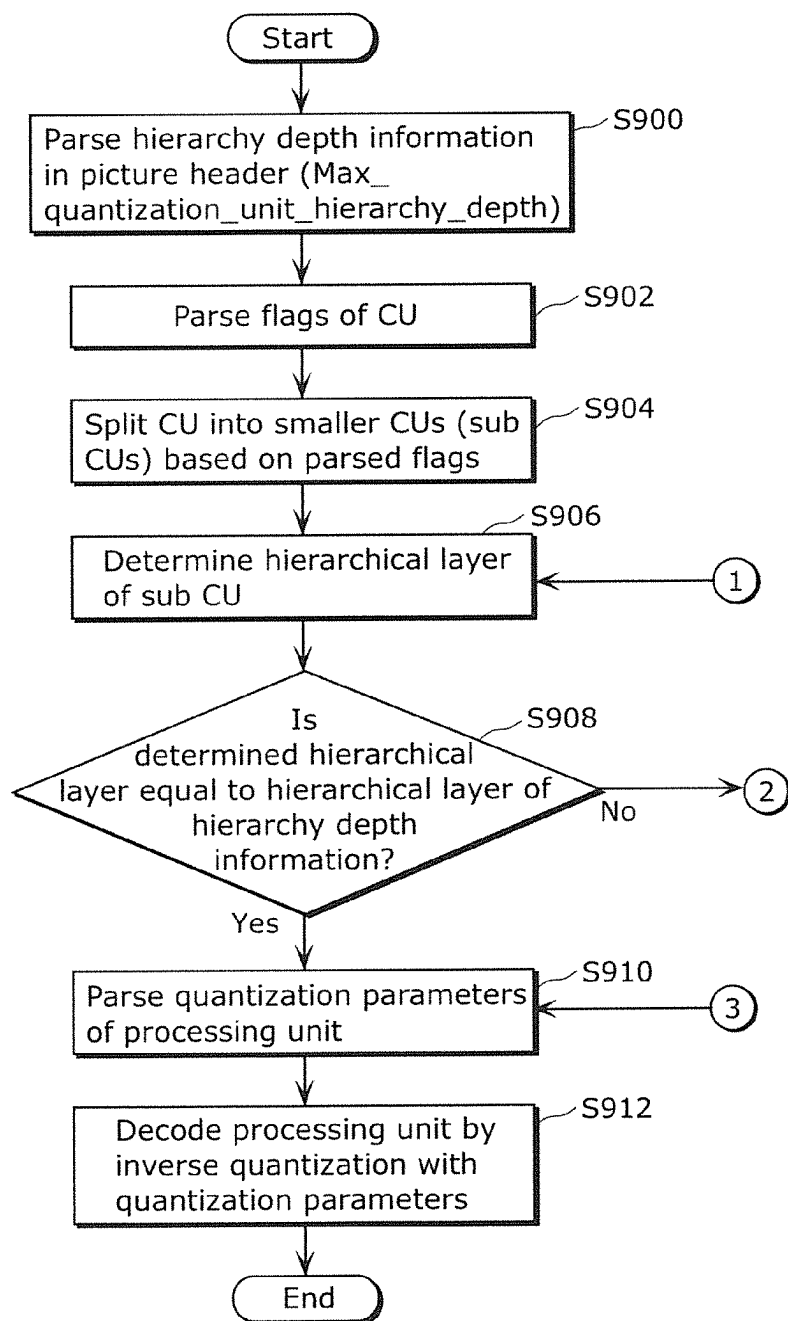 Start
S900
Parse hierarchy depth information
in picture header (Max_
quantization_unit_hierarchy_depth)
S902
Parse flags of CU
S904
Split CU into smaller CUs (sub
CUs) based on parsed flags
S906
Determine hierarchical layer
of sub CU
1
S908
Is
determined hierarchical
layer equal to hierarchical layer of
hierarchy depth
information?
2
No
Yes
S910
Parse quantization parameters
of processing unit
3
S912
Decode processing unit by
inverse quantization with
quantization parameters
End